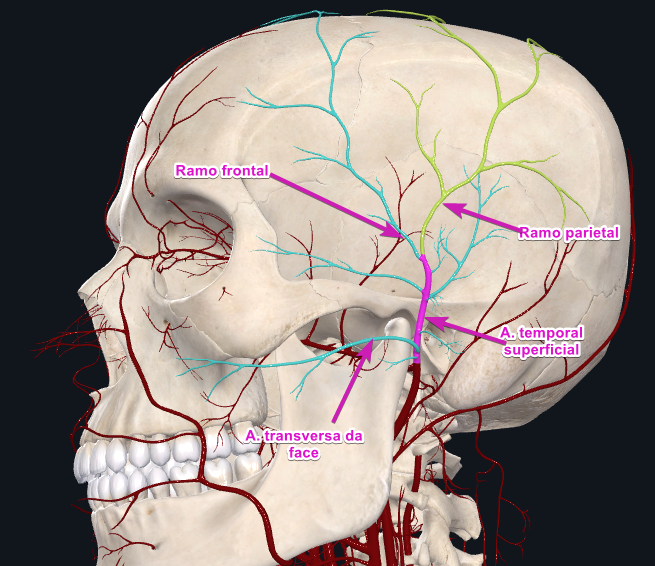 Ramo frontal
Ramo parietal
A. temporal
superficial
A. transversa da
face